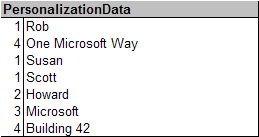 PersonalizationData
1 Rob
4 One Microsoft Way
1 Susan
1 Scott
2 Howard
3 Microsoft
4 Building 42